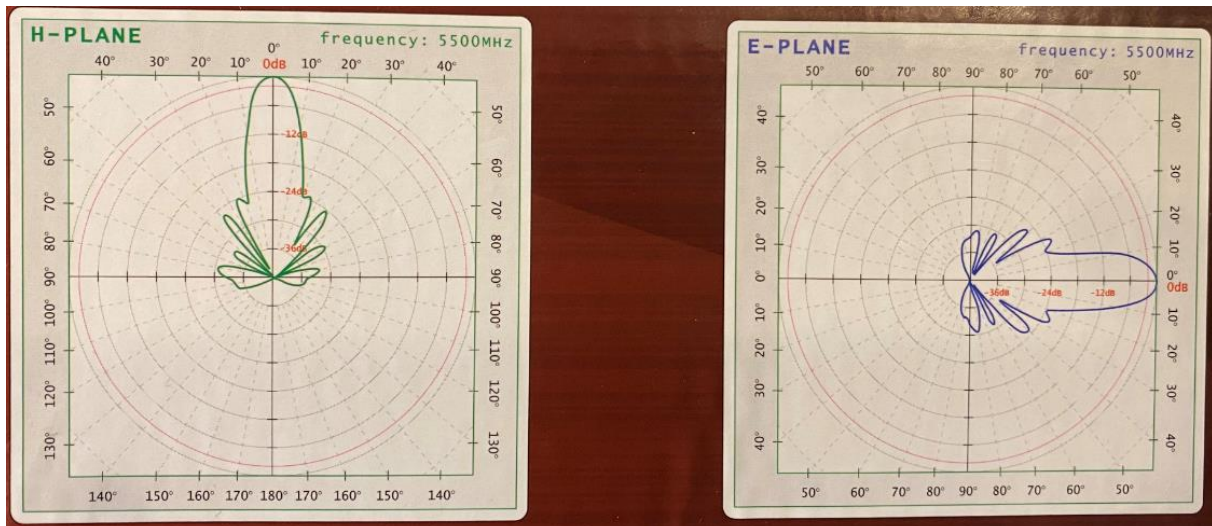 H-PLANE
frequency: 5500MHz
0°
40° 30° 20° 10° 0dB 10° 20° 30° 40°
50° 50°
-12dB
60° 60°
-24dB
70° 70°
80° -36dB 80°
90° 90°
100° 100°
110° 110°
120° 120°
130° 130°
140° 150° 160° 170° 180° 170° 160° 150° 140°
E-PLANE
frequency: 5500MHz
50° 60° 70° 80° 90° 80° 70° 60° 50°
40° 40°
30° 30°
20° 20°
10° 10°
0° 0°
-36dB -24dB -12dB 0dB
10° 10°
20° 20°
30° 30°
40° 40°
50° 60° 70° 80° 90° 80° 70° 60° 50°